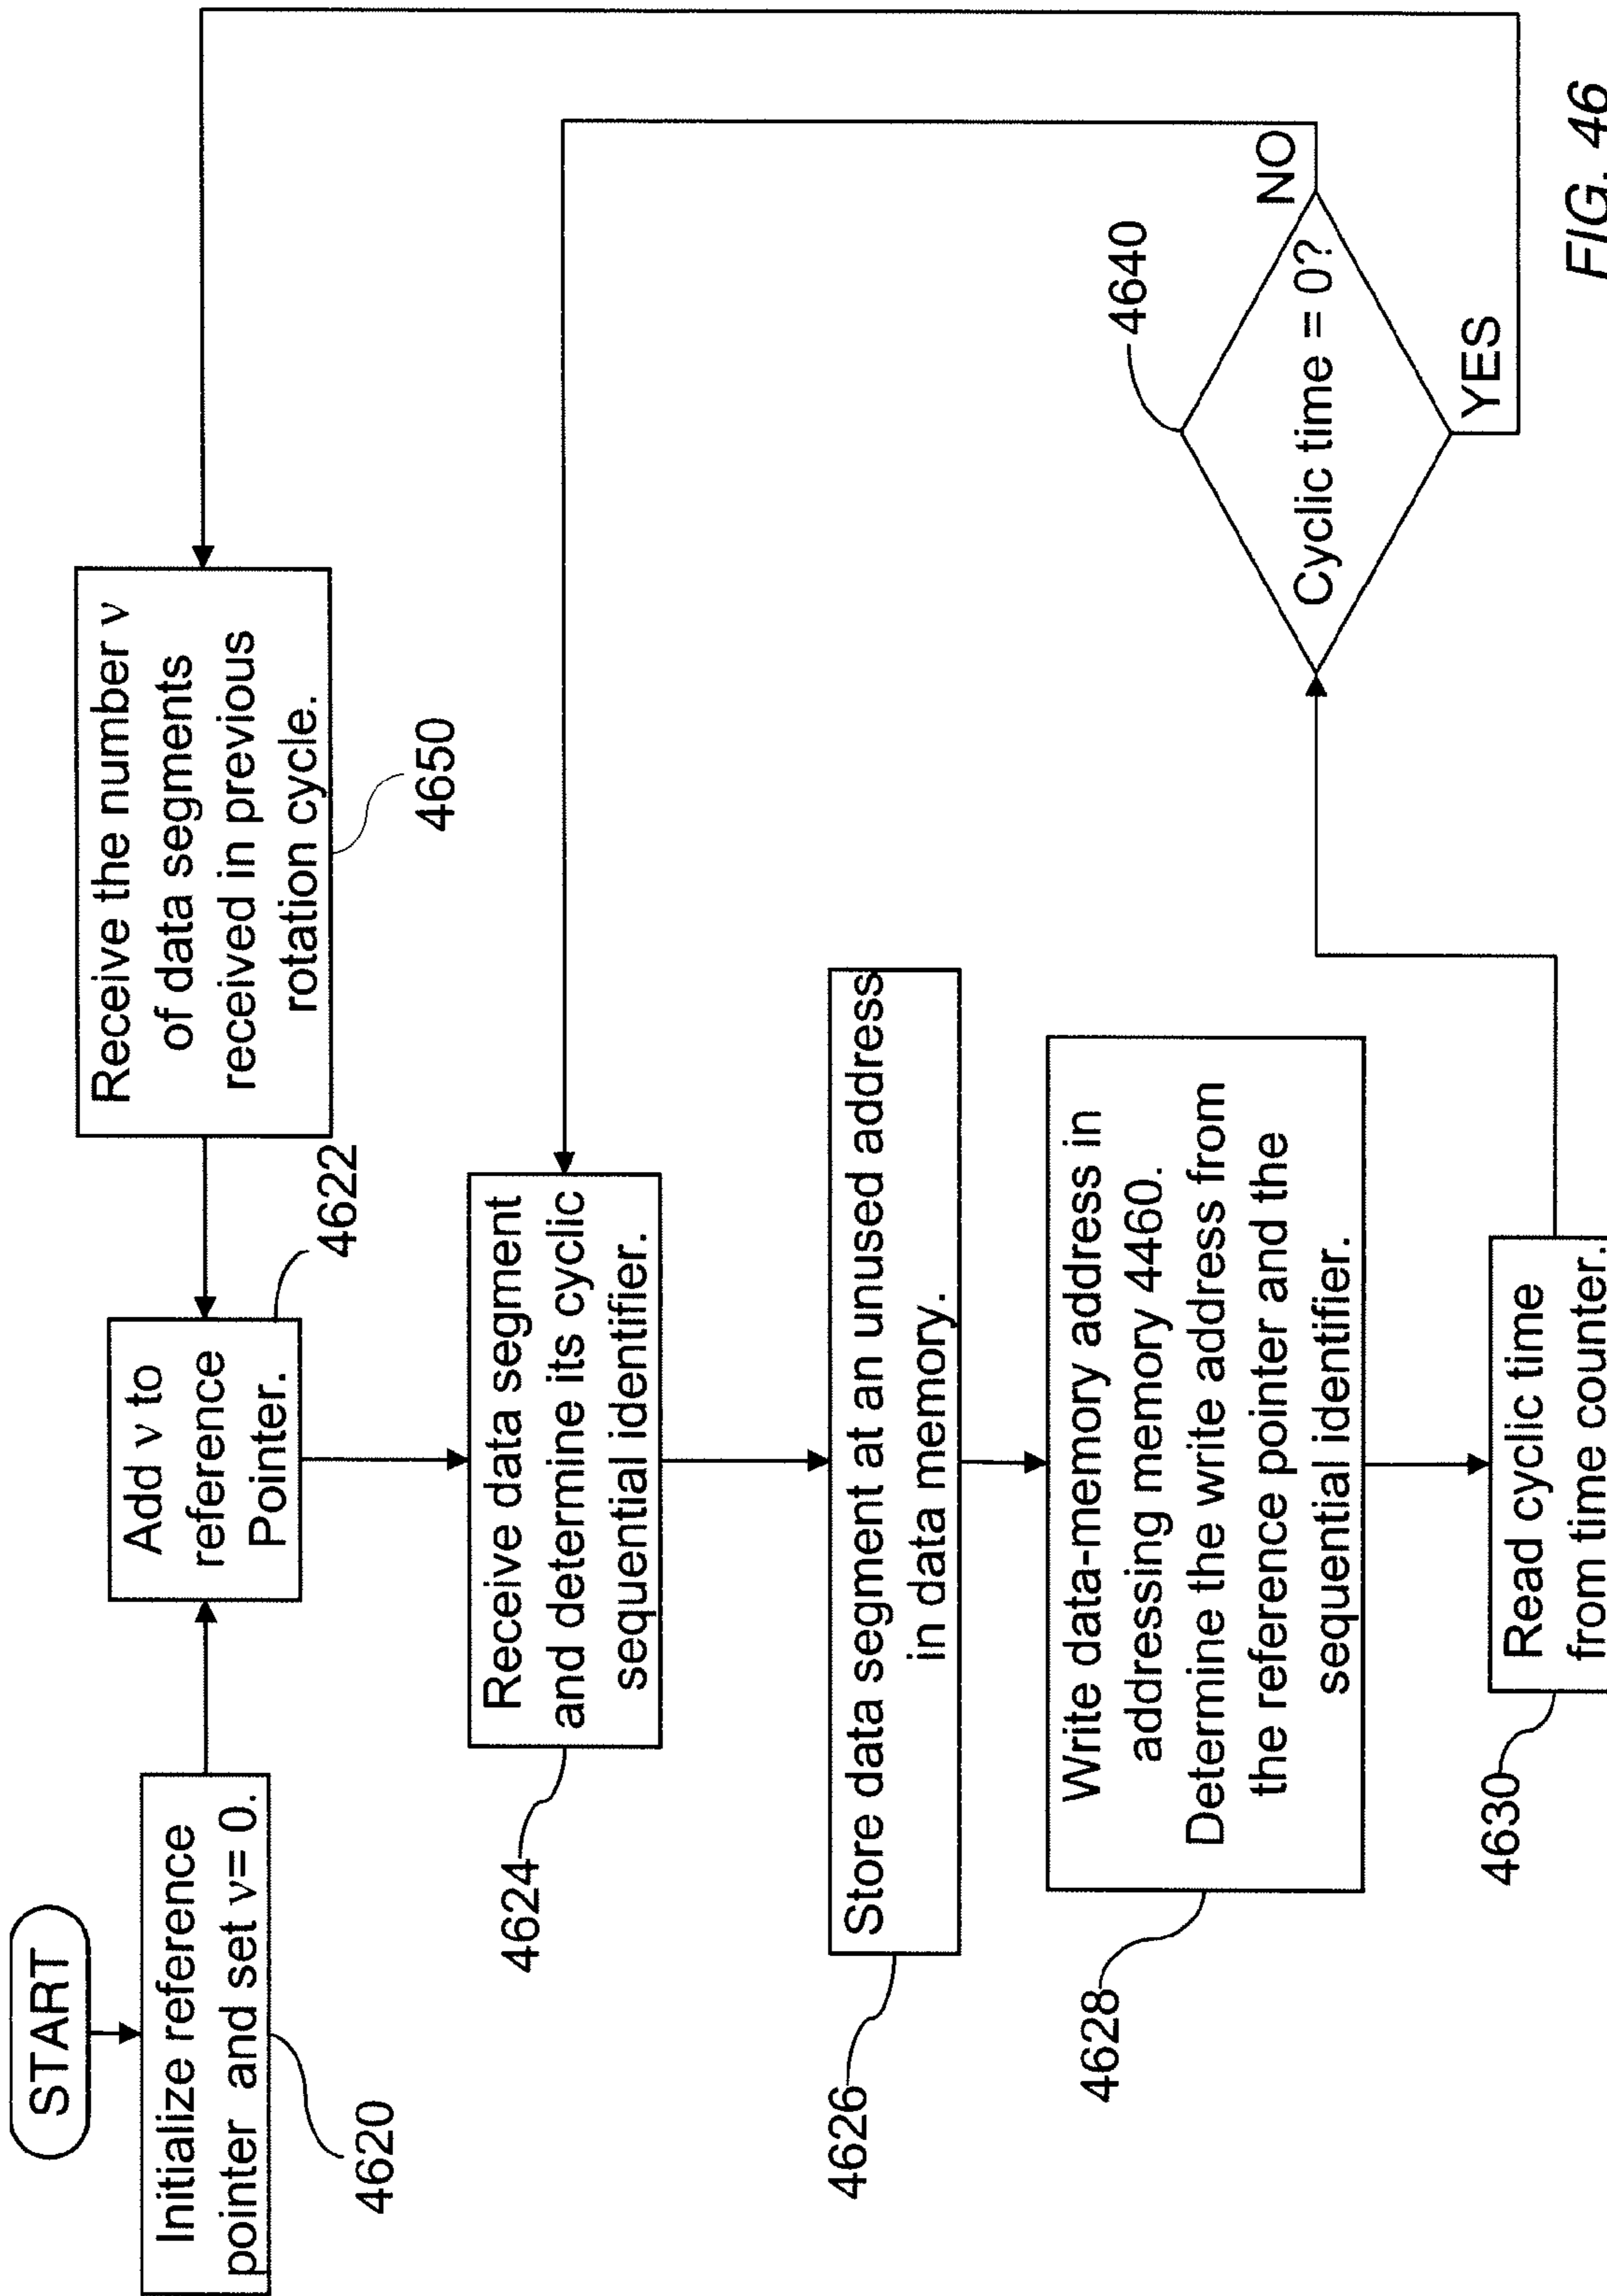 START
Initialize reference
pointer and set ν= 0.
4620
Add ν to
reference
Pointer.
4622
Receive the number ν
of data segments
received in previous
rotation cycle.
4650
Receive data segment
and determine its cyclic
sequential identifier.
4624
Store data segment at an unused address
in data memory.
4626
Write data-memory address in
addressing memory 4460.
Determine the write address from
the reference pointer and the
sequential identifier.
4628
Read cyclic time
from time counter.
4630
Cyclic time = 0?
4640
NO
YES
FIG. 46